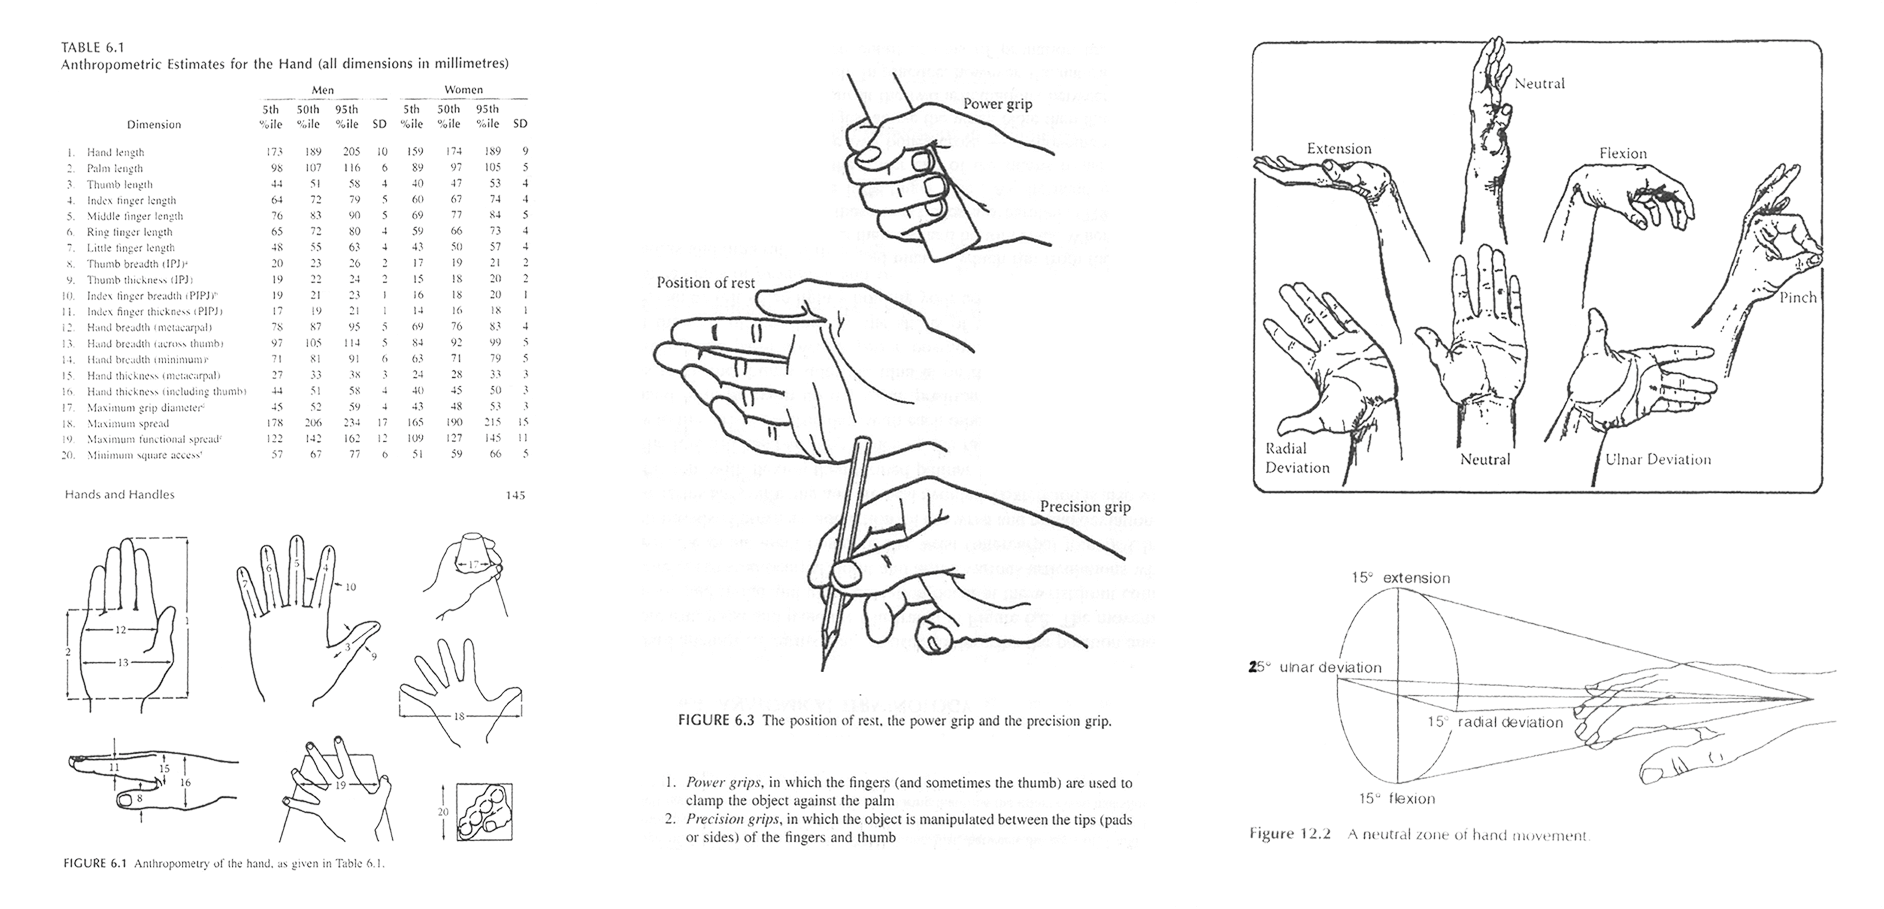 TABLE 6.1
Anthropometric Estimates for the Hand (all dimensions in millimetres)
Men Women
5th 50th 95th 5th 50th 95th
Dimension %ile %ile %ile SD %ile %ile %ile SD
1. Hand length 173 189 205 10 159 174 189 9
2. Palm length 98 107 116 6 89 97 105 5
3. Thumb length 44 51 58 4 40 47 53 4
4. Index finger length 64 72 79 5 60 67 74 4
5. Middle finger length 76 83 90 5 69 77 84 5
6. Ring finger length 65 72 80 4 59 66 73 4
7. Little finger length 48 55 63 4 43 50 57 4
8. Thumb breadth (IPJ) 20 23 26 2 17 19 21 2
9. Thumb thickness (IPJ) 19 22 24 2 15 18 20 2
10. Index finger breadth (PIPJ) 19 21 23 1 16 18 20 1
11. Index finger thickness (PIPJ) 17 19 21 1 14 16 18 1
12. Hand breadth (metacarpal) 78 87 95 5 69 76 83 4
13. Hand breadth (across thumb) 97 105 114 5 84 92 99 5
14. Hand breadth (minimum) 71 81 91 6 63 71 79 5
15. Hand thickness (metacarpal) 27 33 38 3 24 28 33 3
16. Hand thickness (including thumb) 44 51 58 4 40 45 50 3
17. Maximum grip diameter 45 52 59 4 43 48 53 3
18. Maximum spread 178 206 234 17 165 190 215 15
19. Maximum functional spread 122 142 162 12 109 127 145 11
20. Minimum square access 57 67 77 6 51 59 66 5
Hands and Handles 145
1
2
12
13
7
6
5
4
10
3
9
17
18
11
15
16
8
19
20
FIGURE 6.1 Anthropometry of the hand, as given in Table 6.1.
Power grip
Position of rest
Precision grip
FIGURE 6.3 The position of rest, the power grip and the precision grip.
1. Power grips, in which the fingers (and sometimes the thumb) are used to
clamp the object against the palm
2. Precision grips, in which the object is manipulated between the tips (pads
or sides) of the fingers and thumb
Neutral
Extension
Flexion
Pinch
Radial
Deviation
Neutral
Ulnar Deviation
15° extension
25° ulnar deviation
15° radial deviation
15° flexion
Figure 12.2 A neutral zone of hand movement.